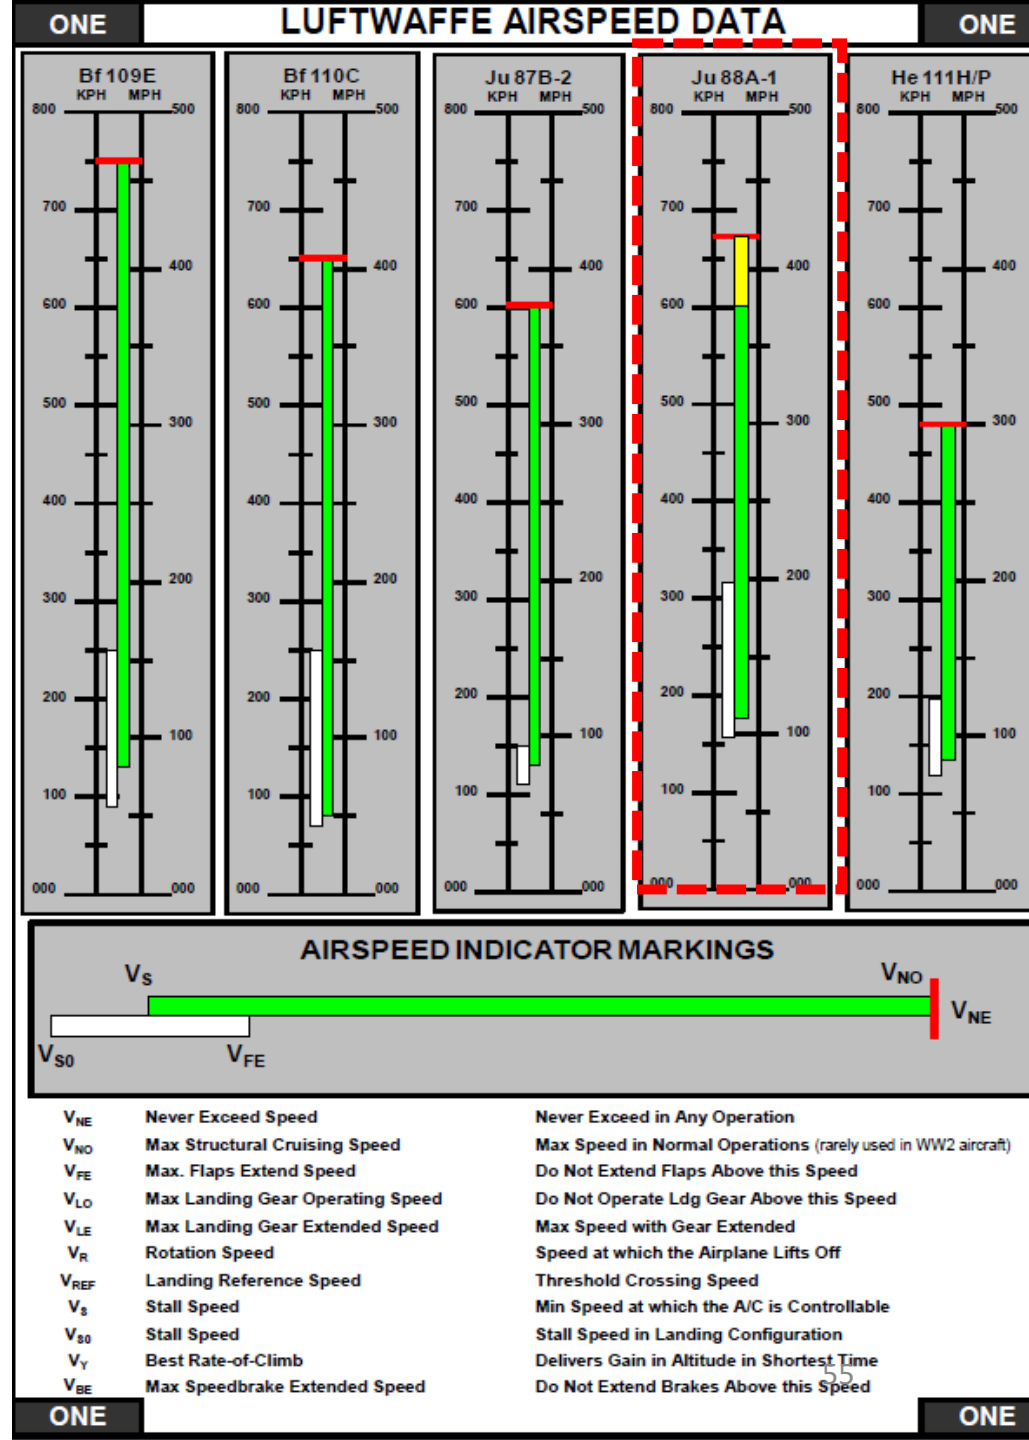 ONE LUFTWAFFE AIRSPEED DATA ONE
Bf 109E
KPH MPH
800 500
700
400
600
500
300
400
200
300
200
100
100
000 000
Bf 110C
KPH MPH
800 500
700
400
600
500
300
400
200
300
200
100
100
000 000
Ju 87B-2
KPH MPH
800 500
700
400
600
500
300
400
200
300
200
100
100
000 000
Ju 88A-1
KPH MPH
800 500
700
400
600
500
300
400
200
300
200
100
100
000 000
He 111H/P
KPH MPH
800 500
700
400
600
500
300
400
200
300
200
100
100
000 000
AIRSPEED INDICATOR MARKINGS
VS VNO
VNE
VS0 VFE
VNE Never Exceed Speed Never Exceed in Any Operation
VNO Max Structural Cruising Speed Max Speed in Normal Operations (rarely used in WW2 aircraft)
VFE Max. Flaps Extend Speed Do Not Extend Flaps Above this Speed
VLO Max Landing Gear Operating Speed Do Not Operate Ldg Gear Above this Speed
VLE Max Landing Gear Extended Speed Max Speed with Gear Extended
VR Rotation Speed Speed at which the Airplane Lifts Off
VREF Landing Reference Speed Threshold Crossing Speed
VS Stall Speed Min Speed at which the A/C is Controllable
VS0 Stall Speed Stall Speed in Landing Configuration
VY Best Rate-of-Climb Delivers Gain in Altitude in Shortest Time
VBE Max Speedbrake Extended Speed Do Not Extend Brakes Above this Speed
55
ONE ONE